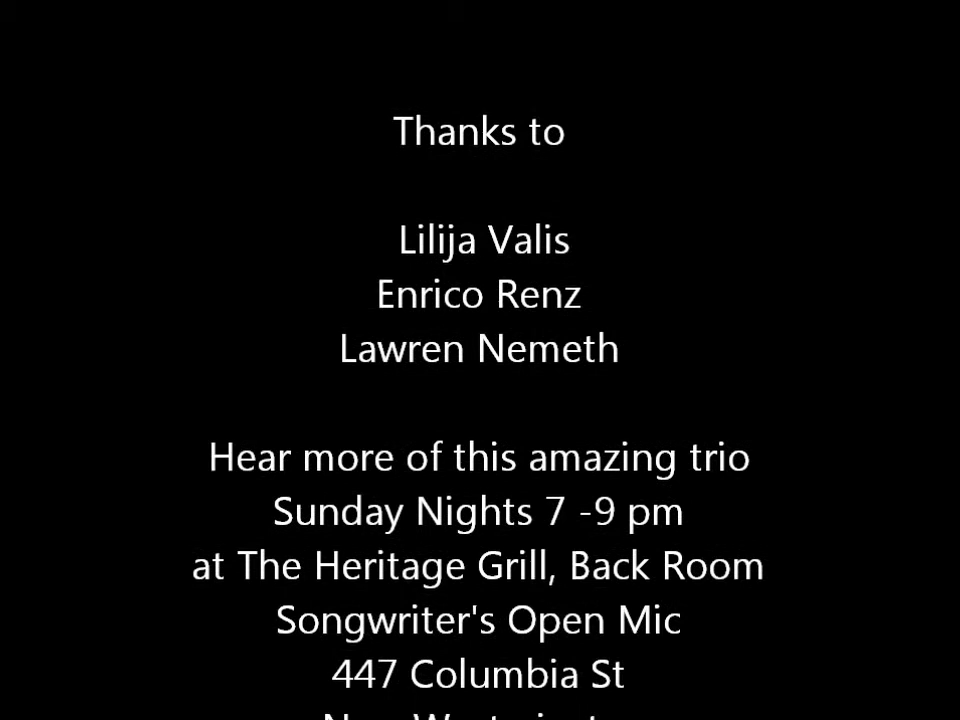 Thanks to
Lilija Valis
Enrico Renz
Lawren Nemeth
Hear more of this amazing trio
Sunday Nights 7 -9 pm
at The Heritage Grill, Back Room
Songwriter's Open Mic
447 Columbia St